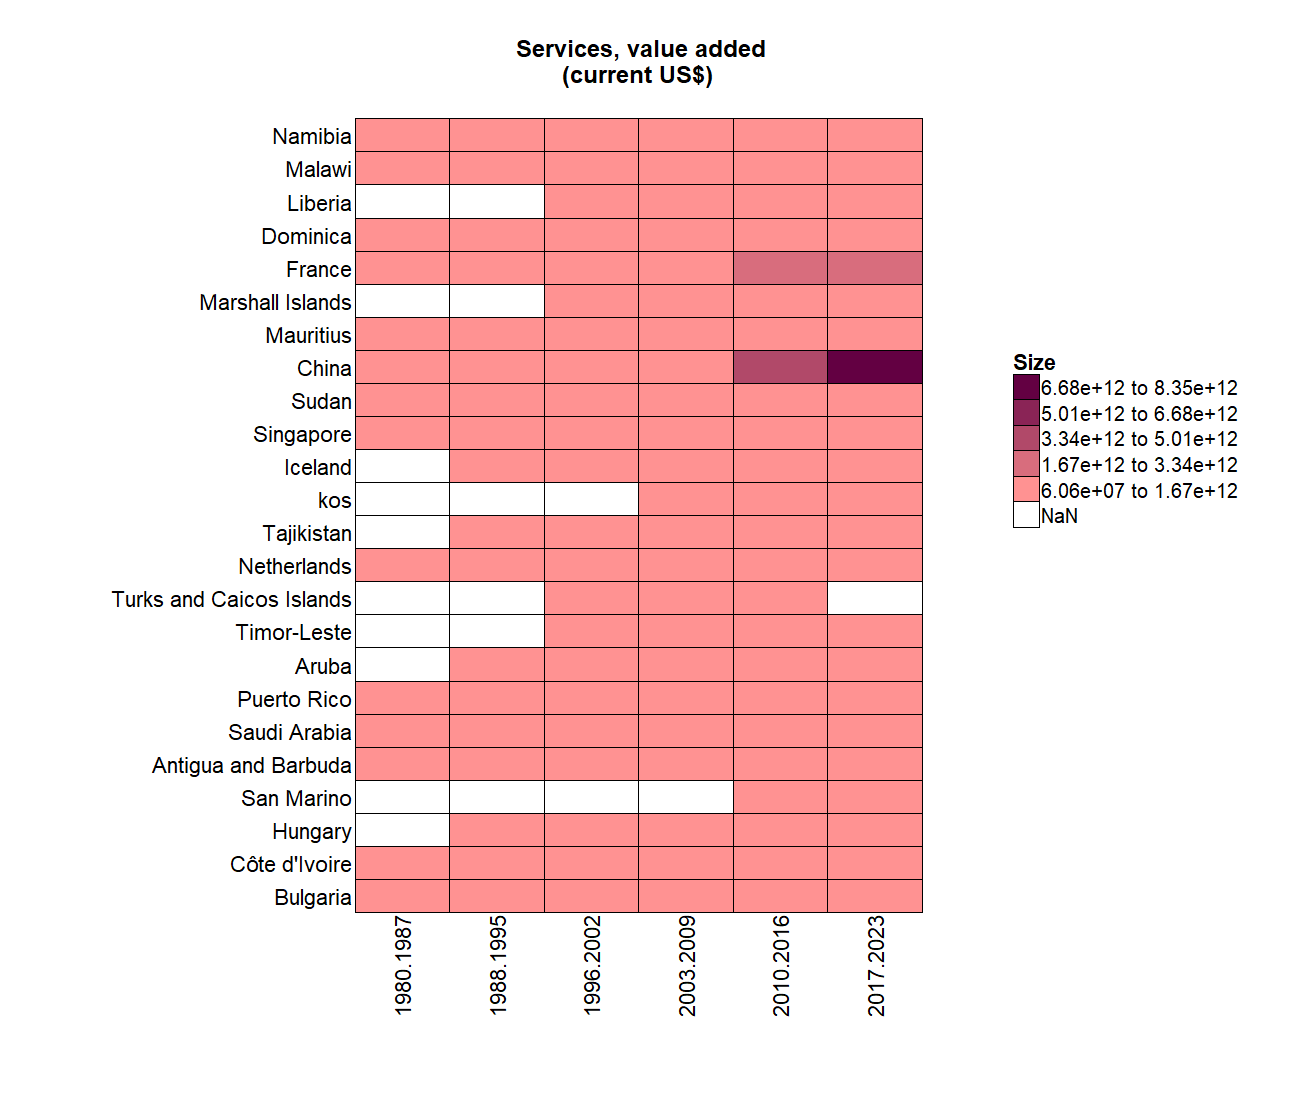 Services, value added
(current US$)
Namibia
Malawi
Liberia
Dominica
France
Marshall Islands
Mauritius
China
Sudan
Singapore
Iceland
kos
Tajikistan
Netherlands
Turks and Caicos Islands
Timor-Leste
Aruba
Puerto Rico
Saudi Arabia
Antigua and Barbuda
San Marino
Hungary
Côte d'Ivoire
Bulgaria
1980.1987
1988.1995
1996.2002
2003.2009
2010.2016
2017.2023
Size
6.68e+12 to 8.35e+12
5.01e+12 to 6.68e+12
3.34e+12 to 5.01e+12
1.67e+12 to 3.34e+12
6.06e+07 to 1.67e+12
NaN